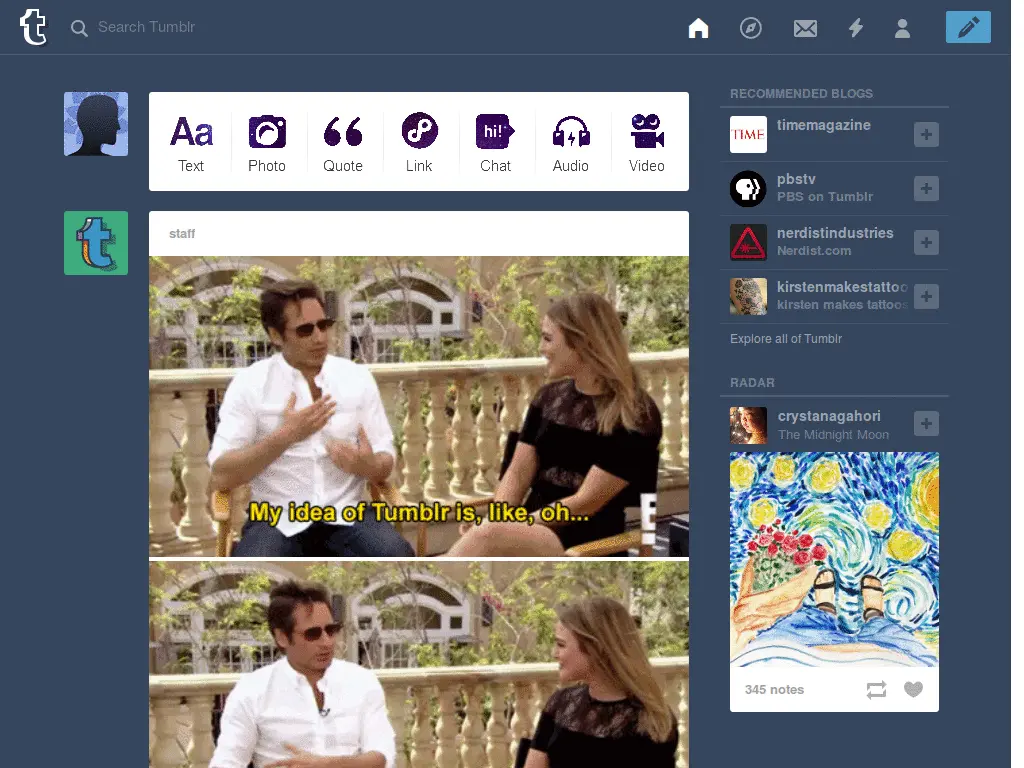 t
Search Tumblr
Aa
hi!
Text
Photo
Quote
Link
Chat
Audio
Video
t
staff
My idea of Tumblr is, like, oh...
RECOMMENDED BLOGS
TIME
timemagazine
pbstv
PBS on Tumblr
nerdistindustries
Nerdist.com
kirstenmakestattoo
kirsten makes tattoos
Explore all of Tumblr
RADAR
crystanagahori
The Midnight Moon
345 notes